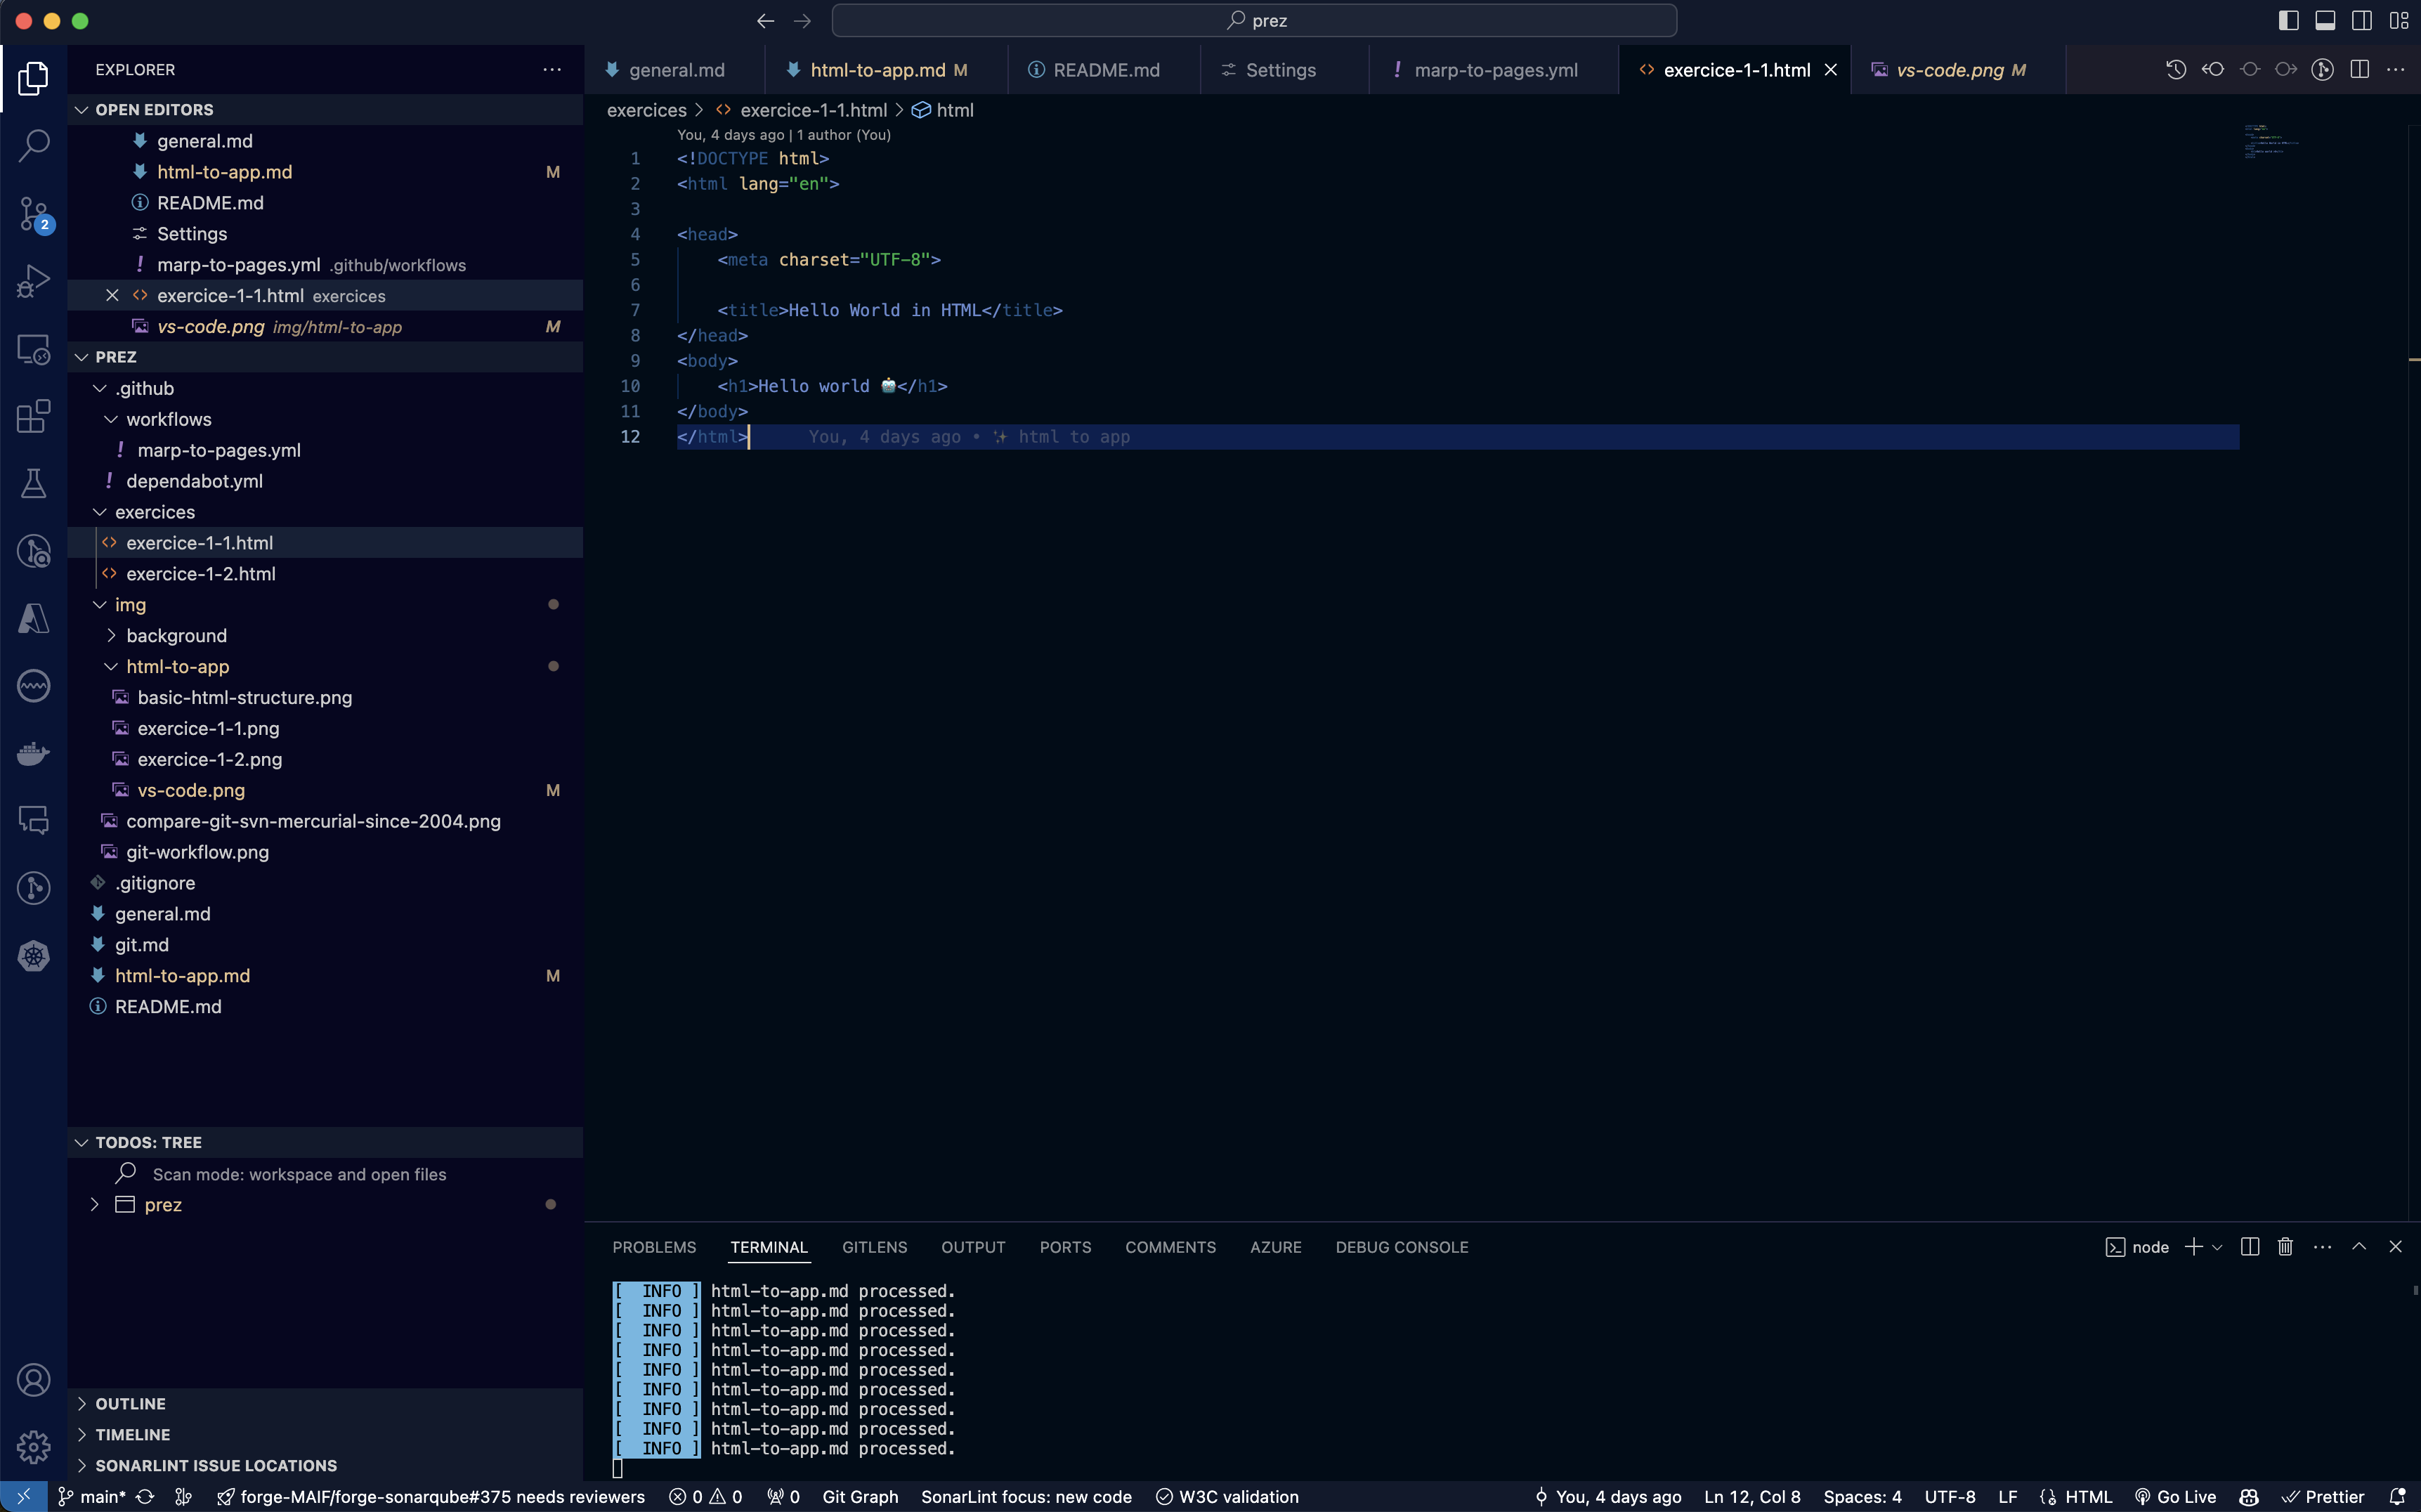 prez
EXPLORER
OPEN EDITORS
general.md
html-to-app.md M
README.md
Settings
! marp-to-pages.yml .github/workflows
exercice-1-1.html exercices
vs-code.png img/html-to-app M
PREZ
.github
workflows
! marp-to-pages.yml
! dependabot.yml
exercices
exercice-1-1.html
exercice-1-2.html
img
background
html-to-app
basic-html-structure.png
exercice-1-1.png
exercice-1-2.png
vs-code.png M
compare-git-svn-mercurial-since-2004.png
git-workflow.png
.gitignore
general.md
git.md
html-to-app.md M
README.md
TODOS: TREE
Scan mode: workspace and open files
prez
OUTLINE
TIMELINE
SONARLINT ISSUE LOCATIONS
2
general.md html-to-app.md M README.md Settings ! marp-to-pages.yml exercice-1-1.html vs-code.png M
exercices > exercice-1-1.html > html
You, 4 days ago | 1 author (You)
1 <!DOCTYPE html>
2 <html lang="en">
3
4 <head>
5 <meta charset="UTF-8">
6
7 <title>Hello World in HTML</title>
8 </head>
9 <body>
10 <h1>Hello world 🤖</h1>
11 </body>
12 </html> You, 4 days ago • ✨ html to app
PROBLEMS TERMINAL GITLENS OUTPUT PORTS COMMENTS AZURE DEBUG CONSOLE node
[ INFO ] html-to-app.md processed.
[ INFO ] html-to-app.md processed.
[ INFO ] html-to-app.md processed.
[ INFO ] html-to-app.md processed.
[ INFO ] html-to-app.md processed.
[ INFO ] html-to-app.md processed.
[ INFO ] html-to-app.md processed.
[ INFO ] html-to-app.md processed.
[ INFO ] html-to-app.md processed.
main* forge-MAIF/forge-sonarqube#375 needs reviewers 0 0 0 Git Graph SonarLint focus: new code W3C validation You, 4 days ago Ln 12, Col 8 Spaces: 4 UTF-8 LF HTML Go Live Prettier